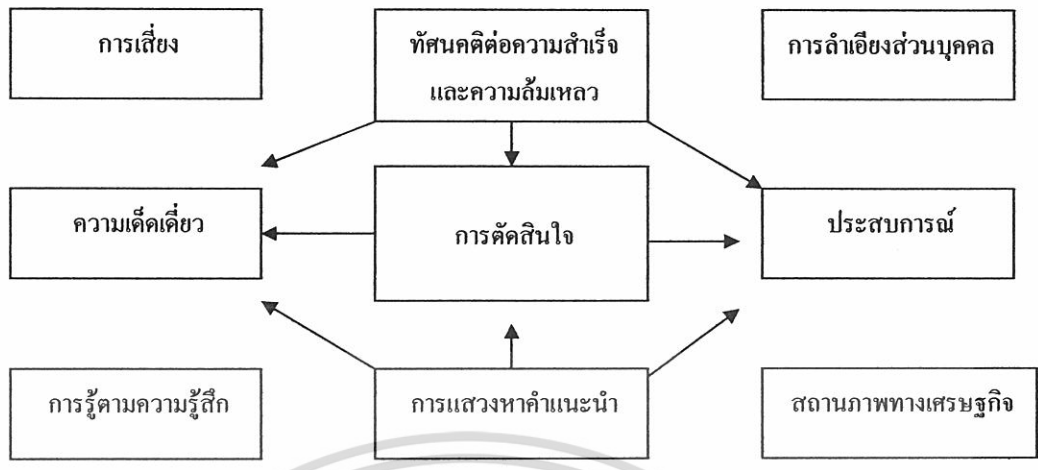 การเสี่ยง
ทัศนคติต่อความสำเร็จ
และความล้มเหลว
การลำเอียงส่วนบุคคล
ความเด็ดเดี่ยว
การตัดสินใจ
ประสบการณ์
การรู้ตามความรู้สึก
การแสวงหาคำแนะนำ
สถานภาพทางเศรษฐกิจ